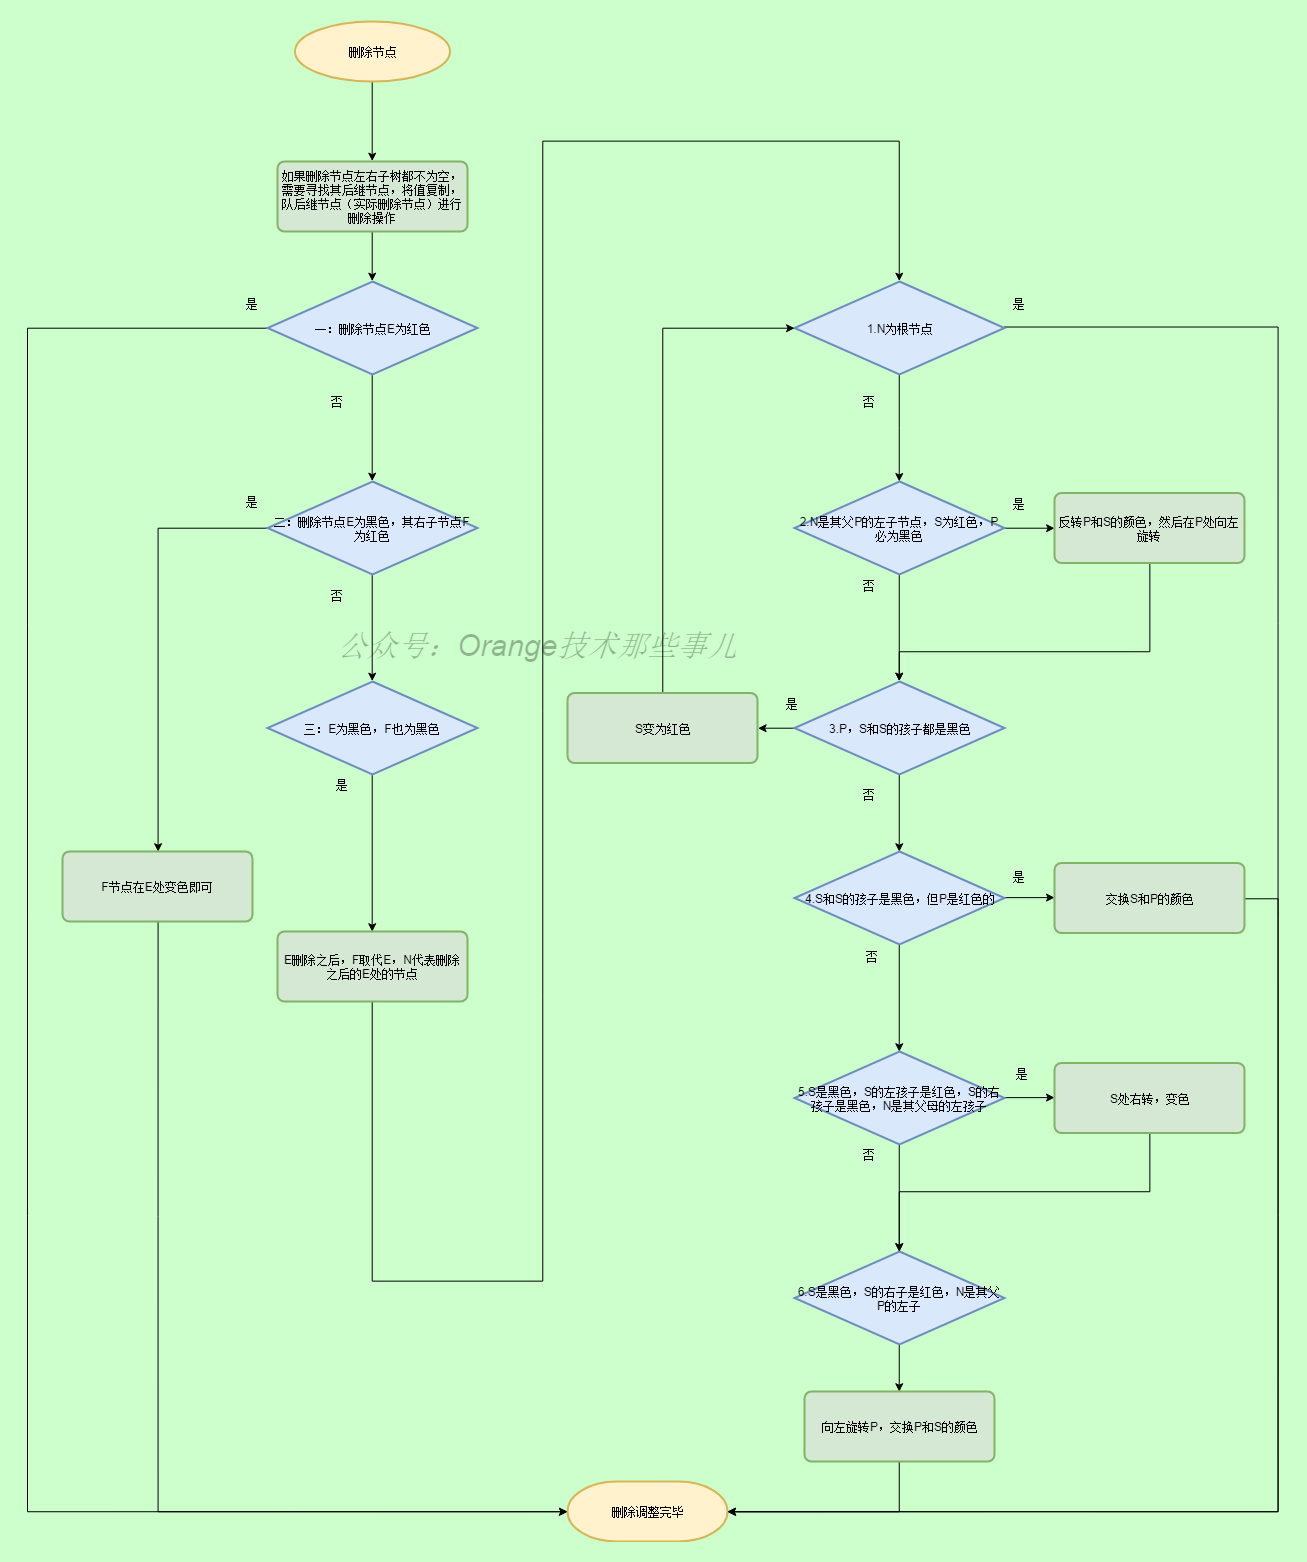 删除节点
如果删除节点左右子树都不为空，
需要寻找其后继节点，将值复制，
队后继节点（实际删除节点）进行
删除操作
是
一：删除节点E为红色
否
是
二：删除节点E为黑色，其右子节点F
为红色
否
三：E为黑色，F也为黑色
是
F节点在E处变色即可
E删除之后，F取代E，N代表删除
之后的E处的节点
公众号：Orange技术那些事儿
1.N为根节点
是
否
2.N是其父P的左子节点，S为红色，P
必为黑色
是
反转P和S的颜色，然后在P处向左
旋转
否
S变为红色
是
3.P，S和S的孩子都是黑色
否
4.S和S的孩子是黑色，但P是红色的
是
交换S和P的颜色
否
5.S是黑色，S的左孩子是红色，S的右
孩子是黑色，N是其父母的左孩子
是
S处右转，变色
否
6.S是黑色，S的右子是红色，N是其父
P的左子
向左旋转P，交换P和S的颜色
删除调整完毕